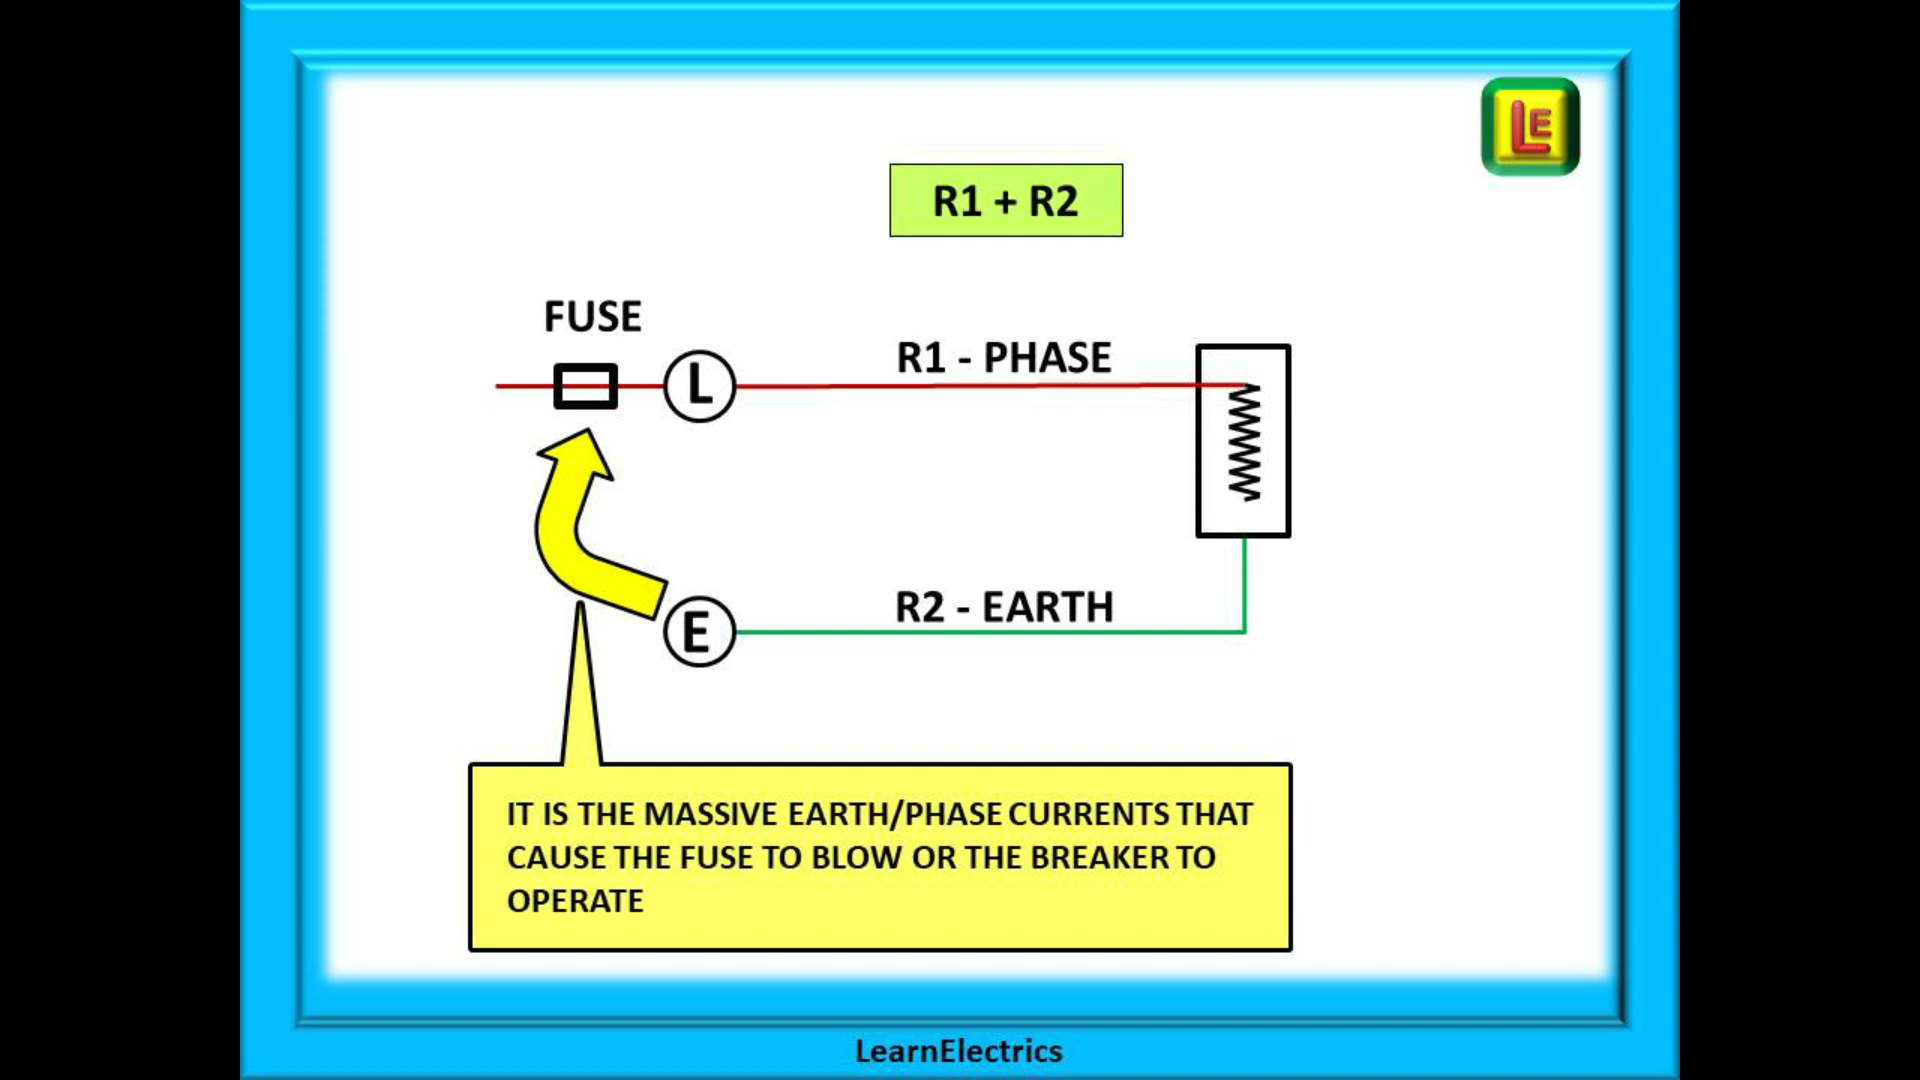 LE
R1 + R2
FUSE
L
R1 - PHASE
R2 - EARTH
E
IT IS THE MASSIVE EARTH/PHASE CURRENTS THAT
CAUSE THE FUSE TO BLOW OR THE BREAKER TO
OPERATE
LearnElectrics